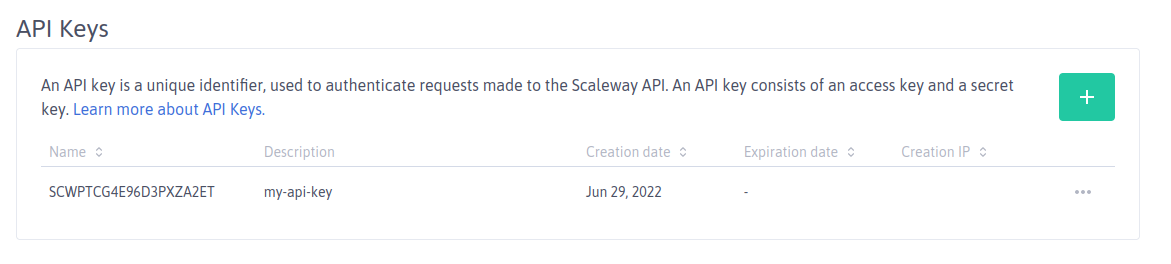 API Keys
An API key is a unique identifier, used to authenticate requests made to the Scaleway API. An API key consists of an access key and a secret
key. Learn more about API Keys.
Name Description Creation date Expiration date Creation IP
SCWPTCG4E96D3PXZA2ET my-api-key Jun 29, 2022 -